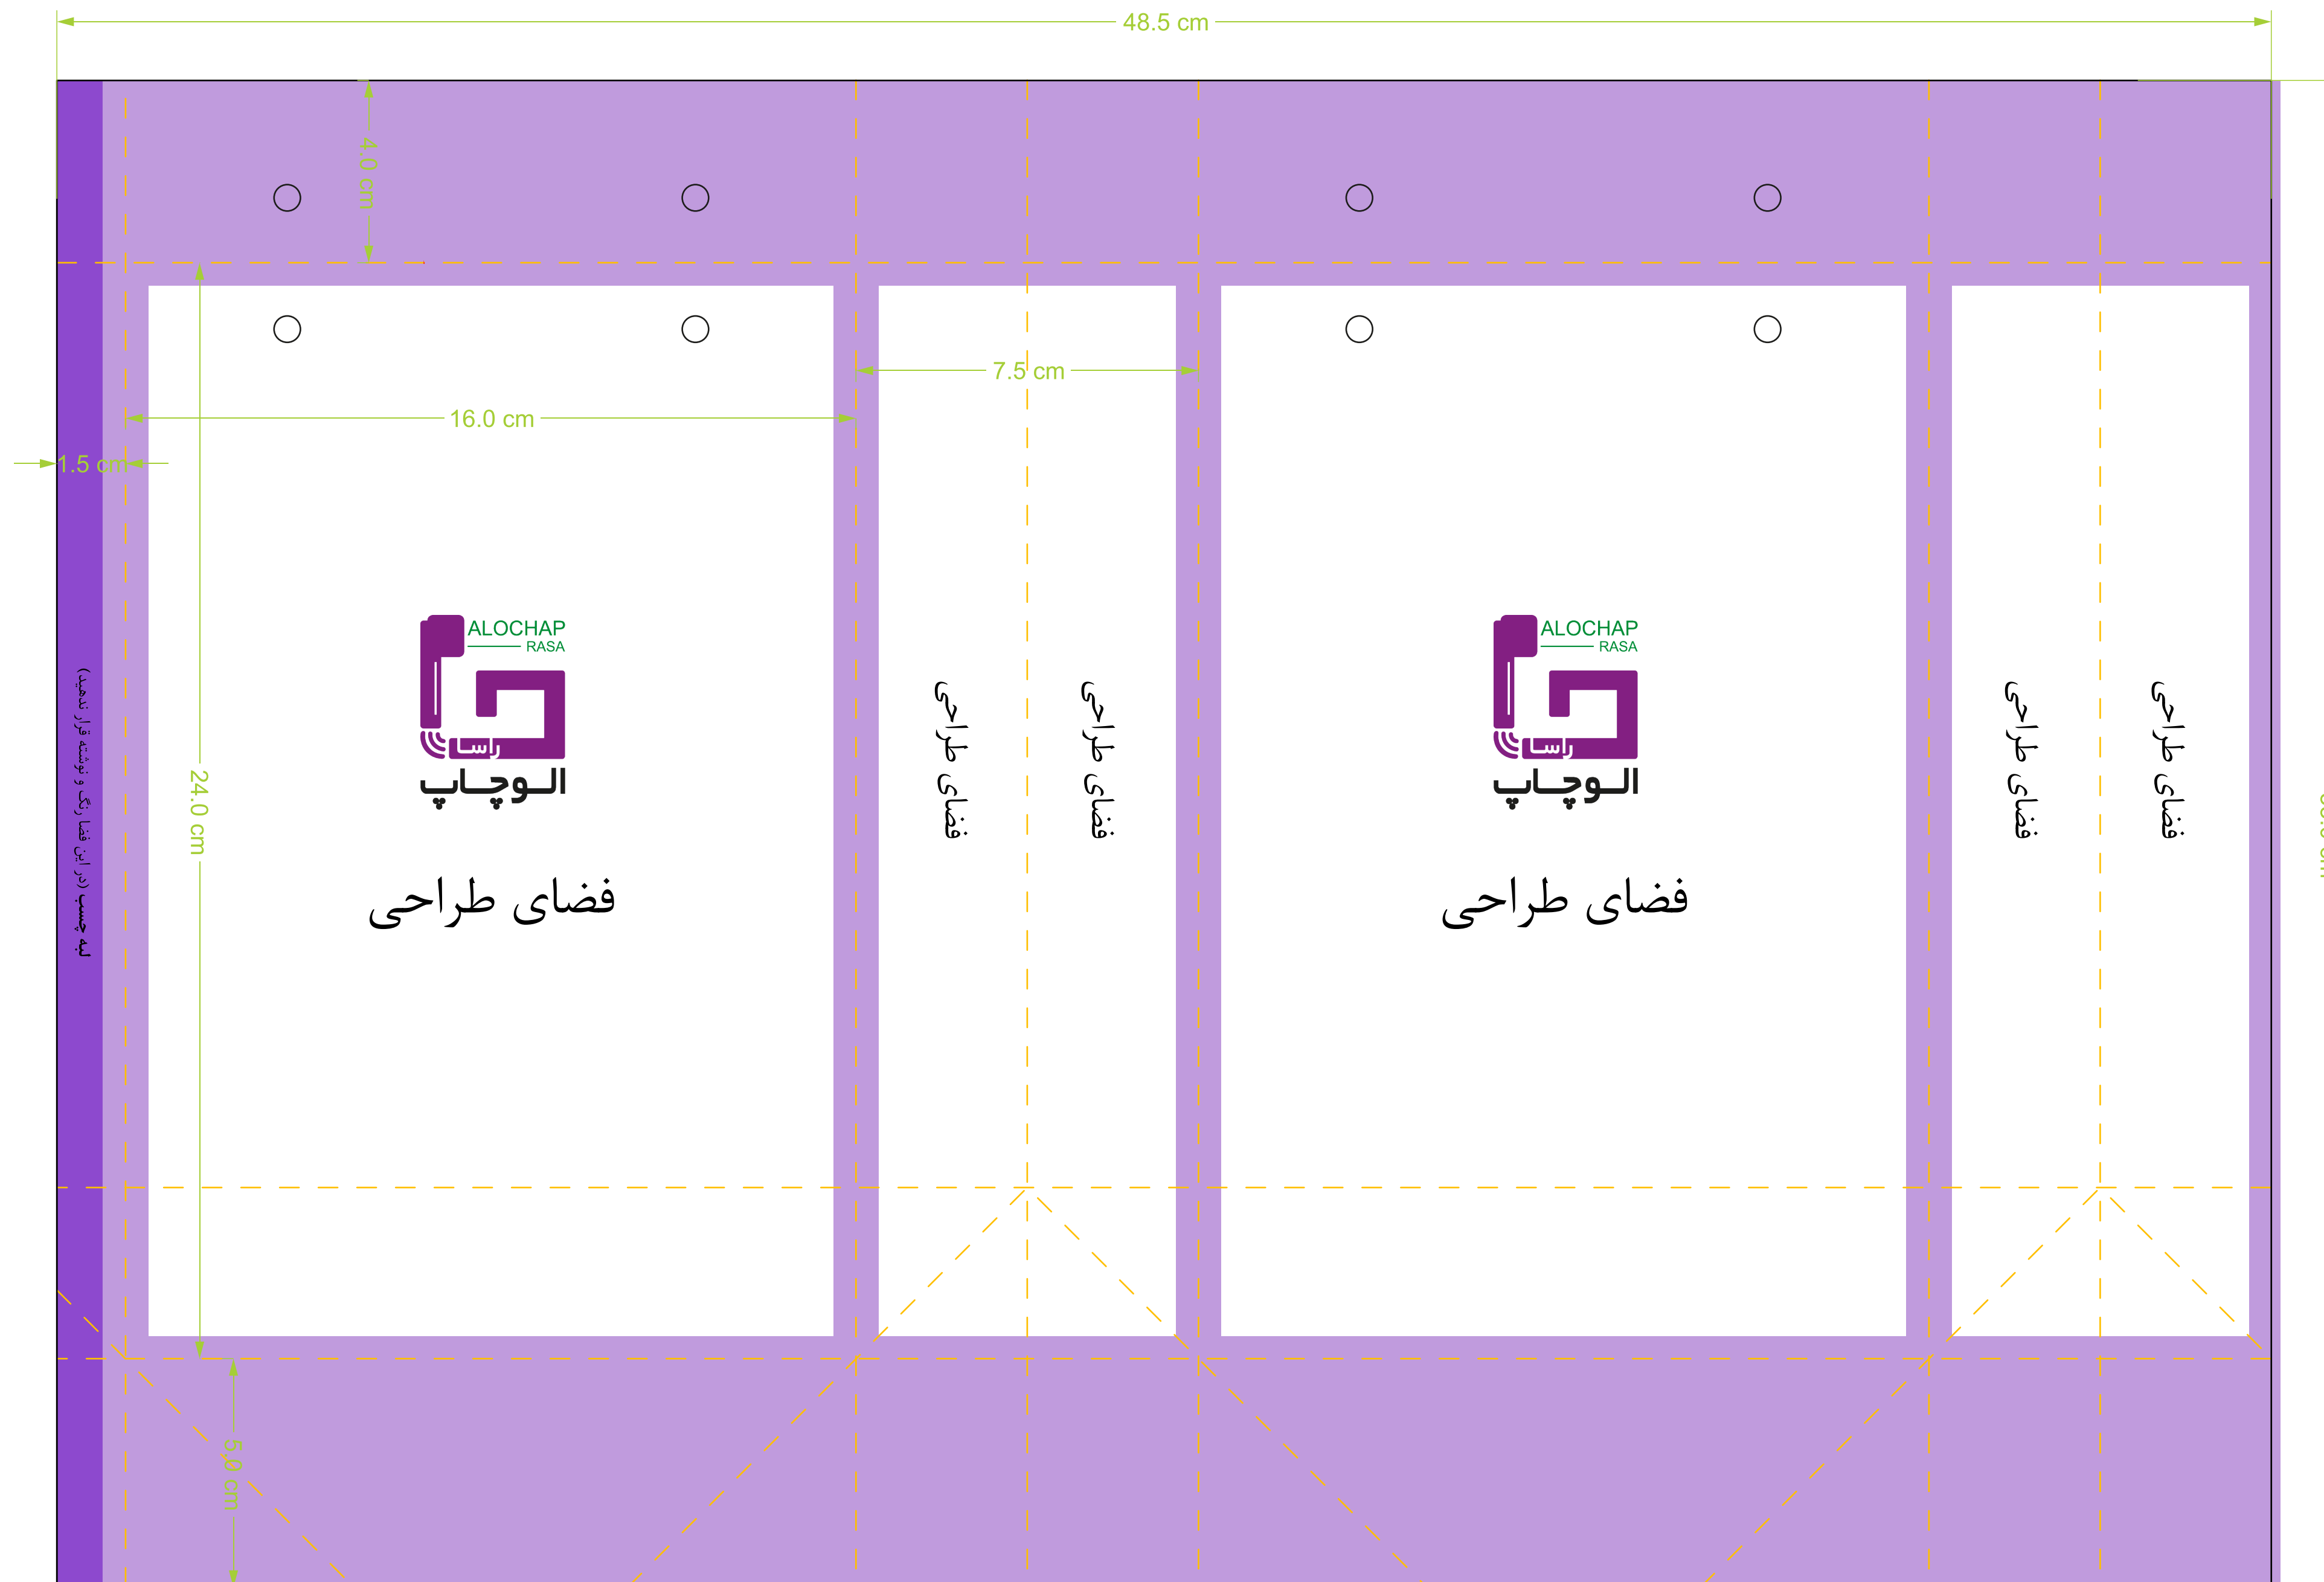 48.5 cm
4.0 cm
7.5 cm
16.0 cm
1.5 cm
ALOCHAP
RASA
راسا
الوچاپ
فضای طراحی
فضای طراحی
فضای طراحی
ALOCHAP
RASA
راسا
الوچاپ
فضای طراحی
فضای طراحی
فضای طراحی
24.0 cm
لبه چسب (در این فضا رنگ و نوشته قرار ندهید)
5.0 cm